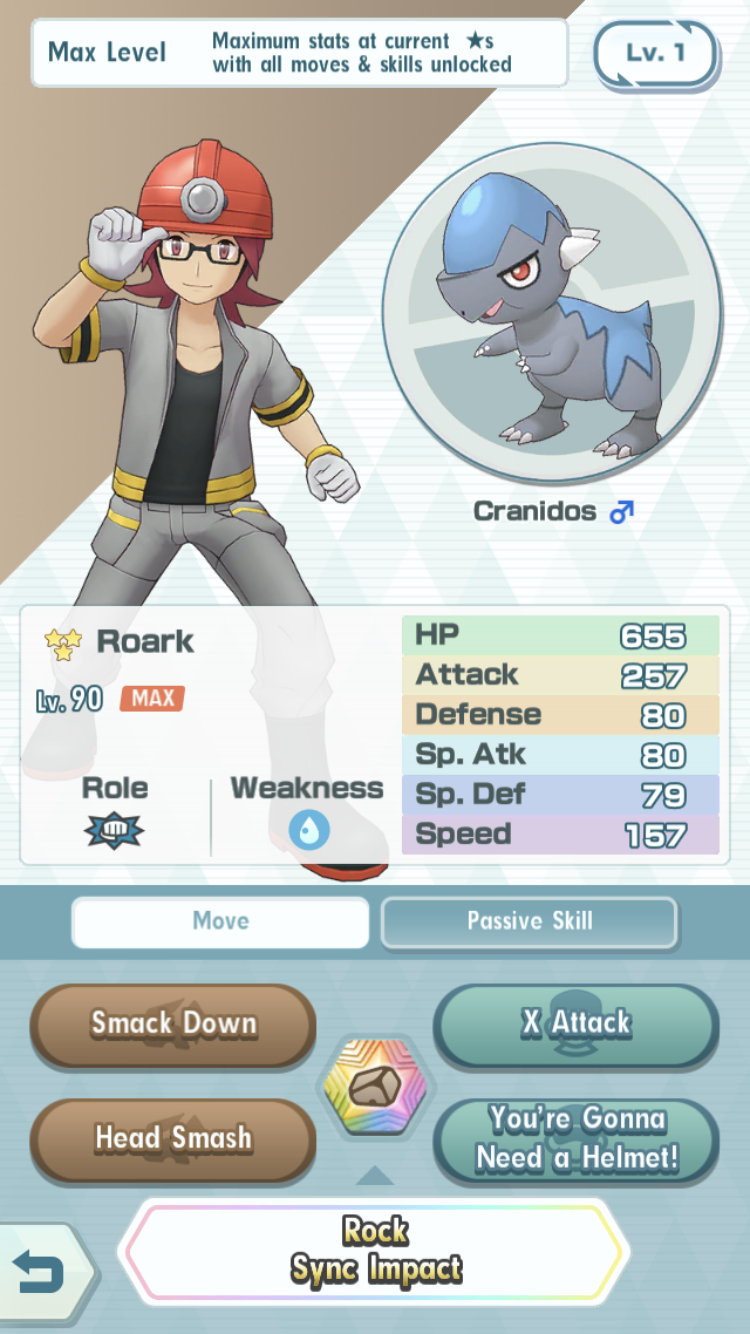 Max Level
Maximum stats at current ★s
with all moves & skills unlocked
Lv. 1
Cranidos ♂
Roark
Lv. 90 MAX
Role
Weakness
HP 655
Attack 257
Defense 80
Sp. Atk 80
Sp. Def 79
Speed 157
Move
Passive Skill
Smack Down
X Attack
Head Smash
You're Gonna
Need a Helmet!
Rock
Sync Impact